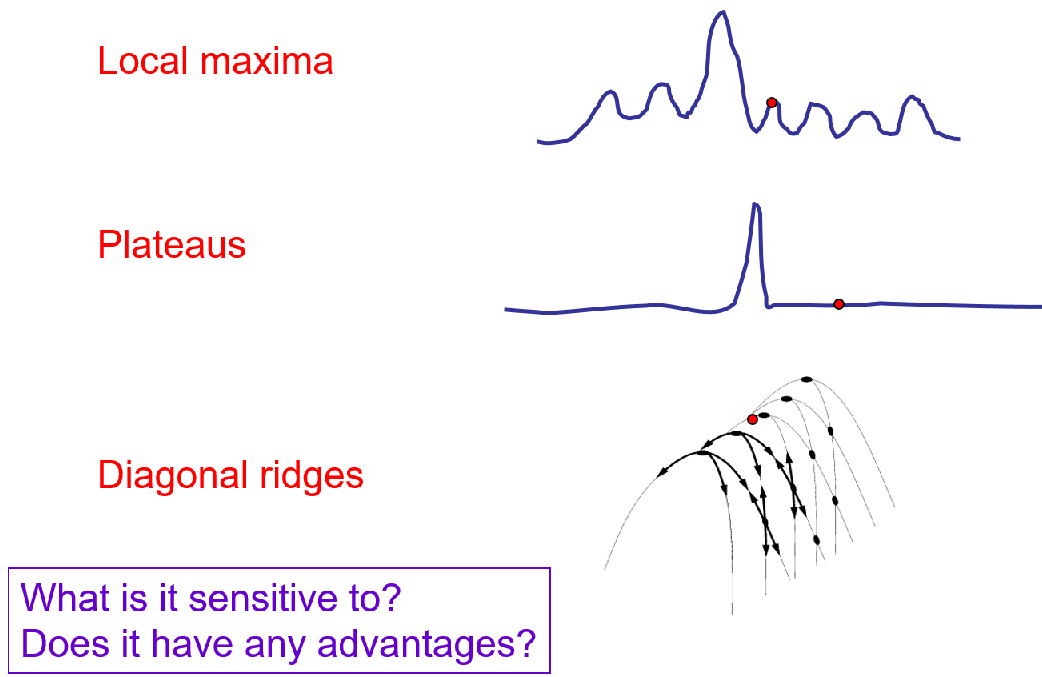 Local maxima
Plateaus
Diagonal ridges
What is it sensitive to?
Does it have any advantages?